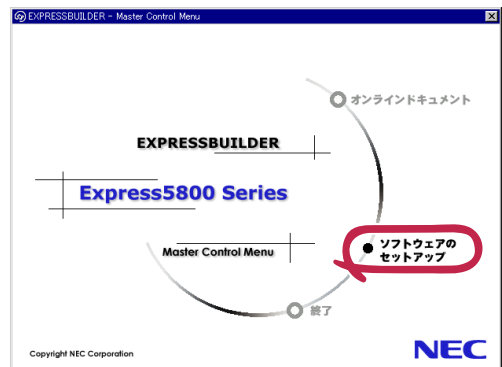 EXPRESSBUILDER - Master Control Menu
オンラインドキュメント
EXPRESSBUILDER
Express5800 Series
ソフトウェアの
セットアップ
Master Control Menu
終了
Copyright NEC Corporation
NEC